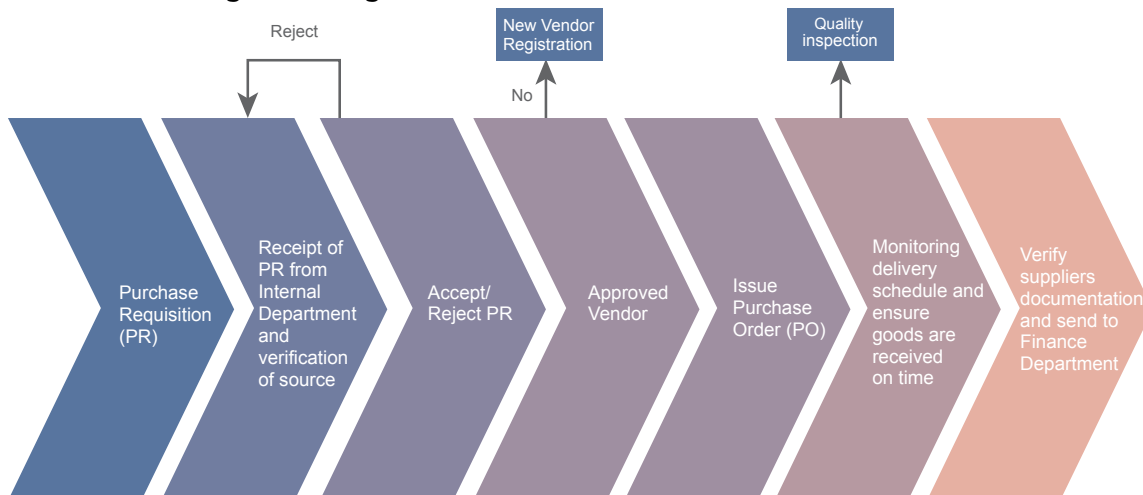 Reject
New Vendor
Registration
Quality
inspection
No
Purchase
Requisition
(PR)
Receipt of
PR from
Internal
Department
and
verification
of source
Accept/
Reject PR
Approved
Vendor
Issue
Purchase
Order (PO)
Monitoring
delivery
schedule and
ensure
goods are
received
on time
Verify
suppliers
documentation
and send to
Finance
Department